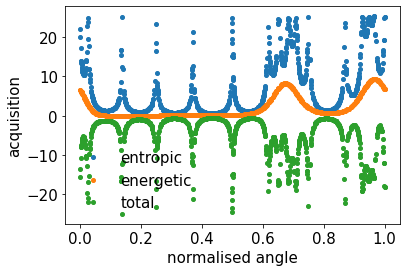 20
10
0
−10
−20
acquisition
entropic
energetic
total
0.0 0.2 0.4 0.6 0.8 1.0
normalised angle